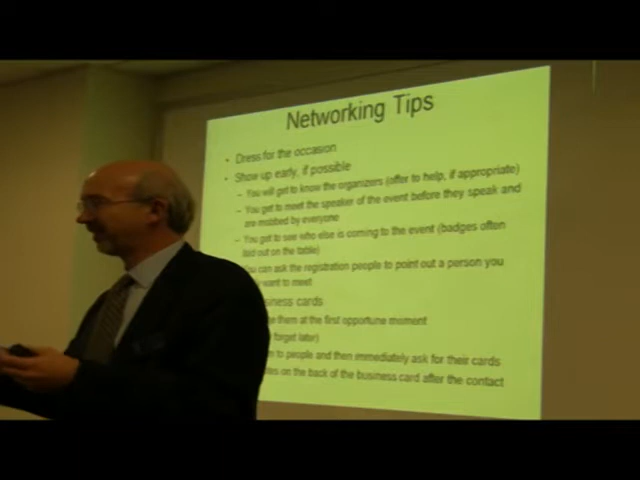 Networking Tips
• Dress for the occasion
• Show up early, if possible
– You will get to know the organizers (offer to help, if appropriate)
– You get to meet the speaker of the event before they speak and
are mobbed by everyone
– You get to see who else is coming to the event (badges often
laid out on the table)
You can ask the registration people to point out a person you
want to meet
business cards
them at the first opportune moment
forget later)
to people and then immediately ask for their cards
on the back of the business card after the contact